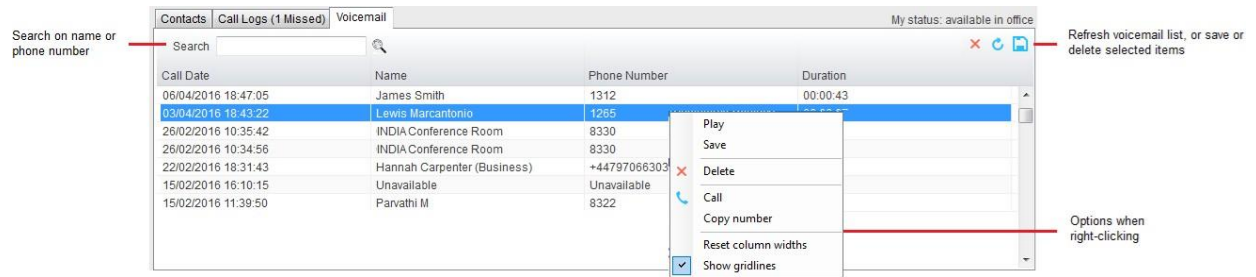 Contacts Call Logs (1 Missed) Voicemail My status: available in office
Search on name or
phone number
Search
Refresh voicemail list, or save or
delete selected items
Call Date Name Phone Number Duration
06/04/2016 18:47:05 James Smith 1312 00:00:43
03/04/2016 18:43:22 Lewis Marcantonio 1265
26/02/2016 10:35:42 INDIA Conference Room 8330
26/02/2016 10:34:56 INDIA Conference Room 8330
22/02/2016 18:31:43 Hannah Carpenter (Business) +44797066303
15/02/2016 16:10:15 Unavailable Unavailable
15/02/2016 11:39:50 Parvathi M 8322
Play
Save
Delete
Call
Copy number
Reset column widths
Show gridlines
Options when
right-clicking